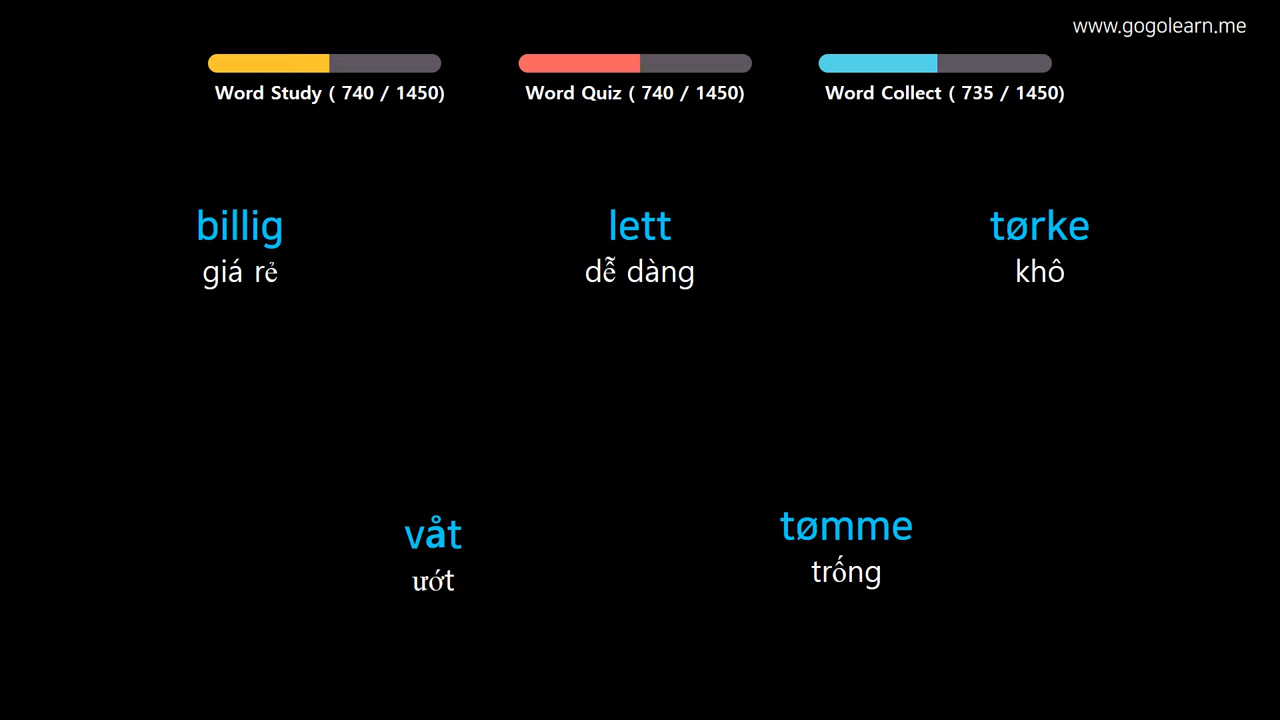 www.gogolearn.me
Word Study ( 740 / 1450)
Word Quiz ( 740 / 1450)
Word Collect ( 735 / 1450)
billig
giá rẻ
lett
dễ dàng
tørke
khô
våt
ướt
tømme
trống